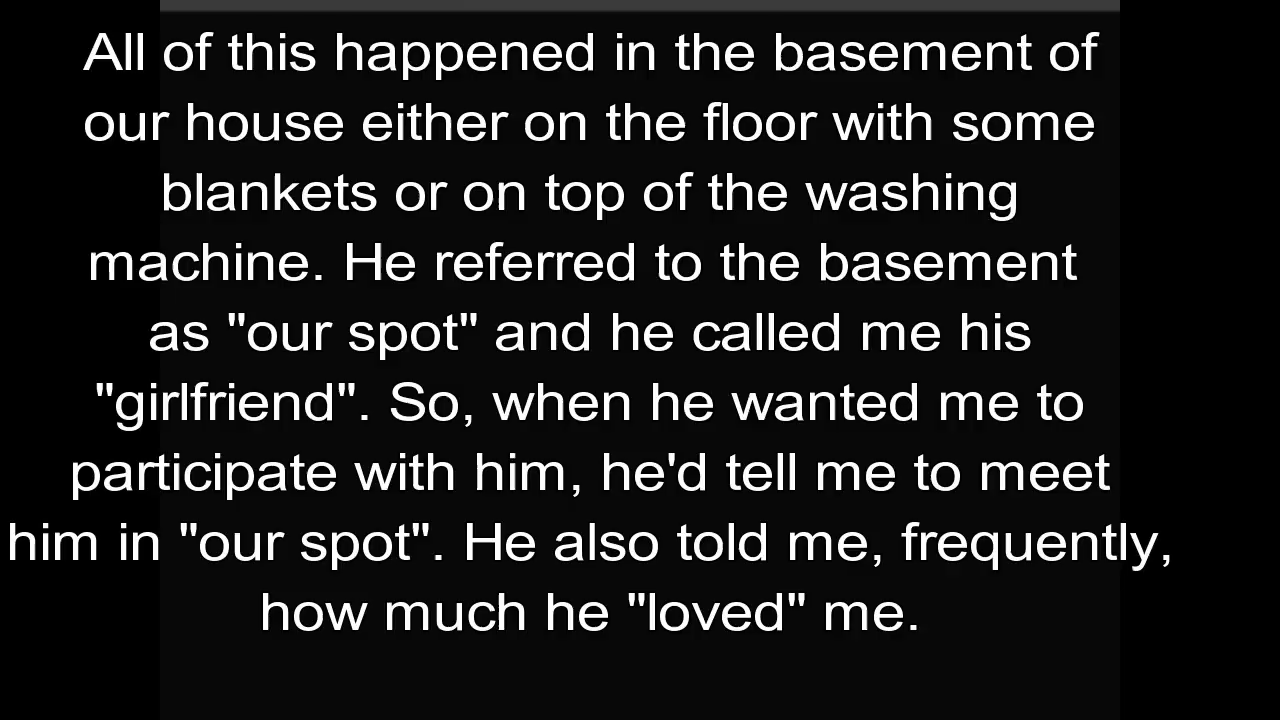 All of this happened in the basement of
our house either on the floor with some
blankets or on top of the washing
machine. He referred to the basement
as "our spot" and he called me his
"girlfriend". So, when he wanted me to
participate with him, he'd tell me to meet
him in "our spot". He also told me, frequently,
how much he "loved" me.